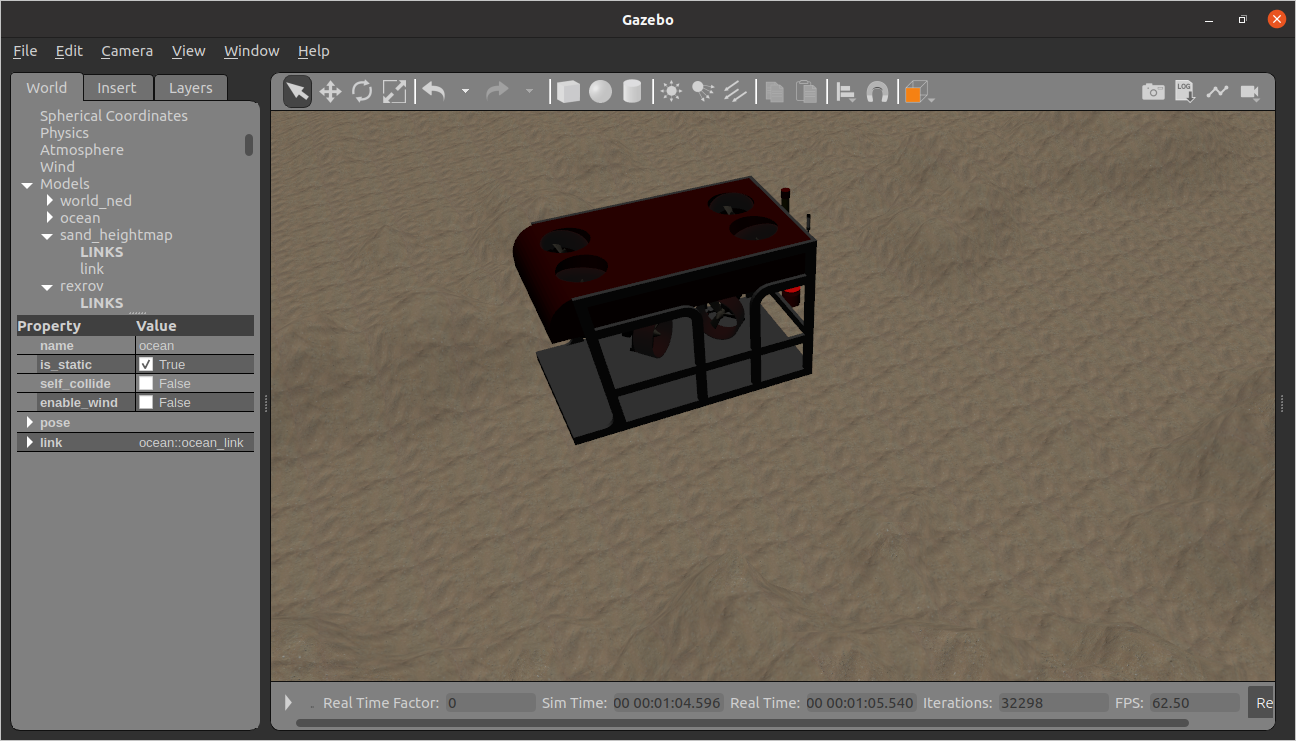 Gazebo
File Edit Camera View Window Help
World Insert Layers
LOG
Spherical Coordinates
Physics
Atmosphere
Wind
Models
world_ned
ocean
sand_heightmap
LINKS
link
rexrov
LINKS
Property Value
name ocean
is_static True
self_collide False
enable_wind False
pose
link ocean::ocean_link
Real Time Factor: 0 Sim Time: 00 00:01:04.596 Real Time: 00 00:01:05.540 Iterations: 32298 FPS: 62.50 Re